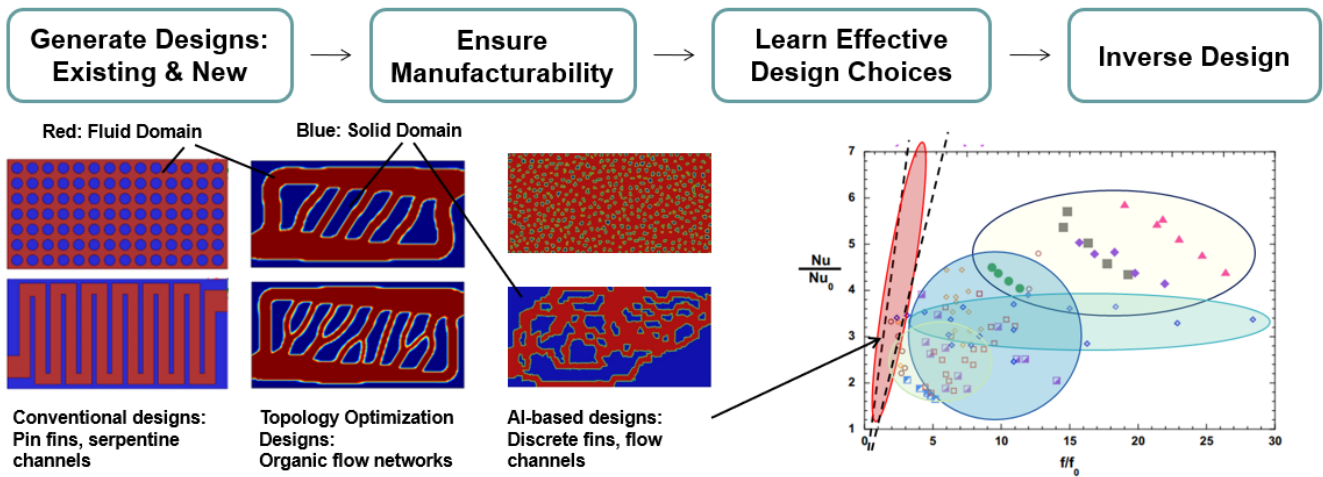 Generate Designs:
Existing & New
Ensure
Manufacturability
Learn Effective
Design Choices
Inverse Design
Red: Fluid Domain
Blue: Solid Domain
Conventional designs:
Pin fins, serpentine
channels
Topology Optimization
Designs:
Organic flow networks
AI-based designs:
Discrete fins, flow
channels
7
6
5
4
3
2
1
Nu
Nu0
0
5
10
15
20
25
30
f/f0